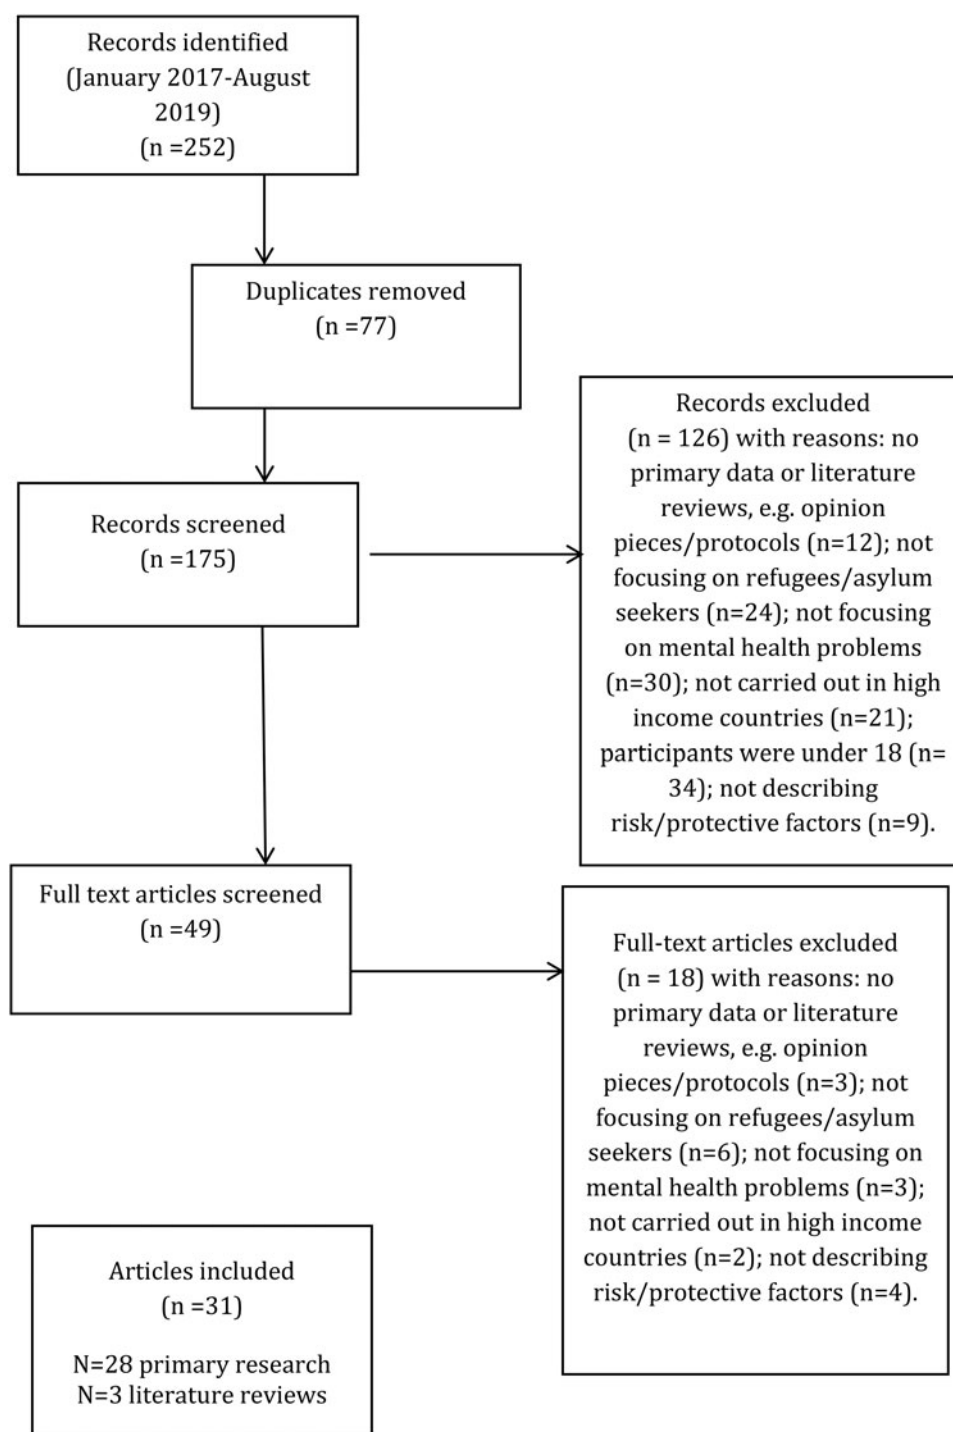 Records identified
(January 2017-August
2019)
(n =252)
Duplicates removed
(n =77)
Records screened
(n =175)
Records excluded
(n = 126) with reasons: no
primary data or literature
reviews, e.g. opinion
pieces/protocols (n=12); not
focusing on refugees/asylum
seekers (n=24); not focusing
on mental health problems
(n=30); not carried out in high
income countries (n=21);
participants were under 18 (n=
34); not describing
risk/protective factors (n=9).
Full text articles screened
(n =49)
Full-text articles excluded
(n = 18) with reasons: no
primary data or literature
reviews, e.g. opinion
pieces/protocols (n=3); not
focusing on refugees/asylum
seekers (n=6); not focusing on
mental health problems (n=3);
not carried out in high income
countries (n=2); not describing
risk/protective factors (n=4).
Articles included
(n =31)
N=28 primary research
N=3 literature reviews